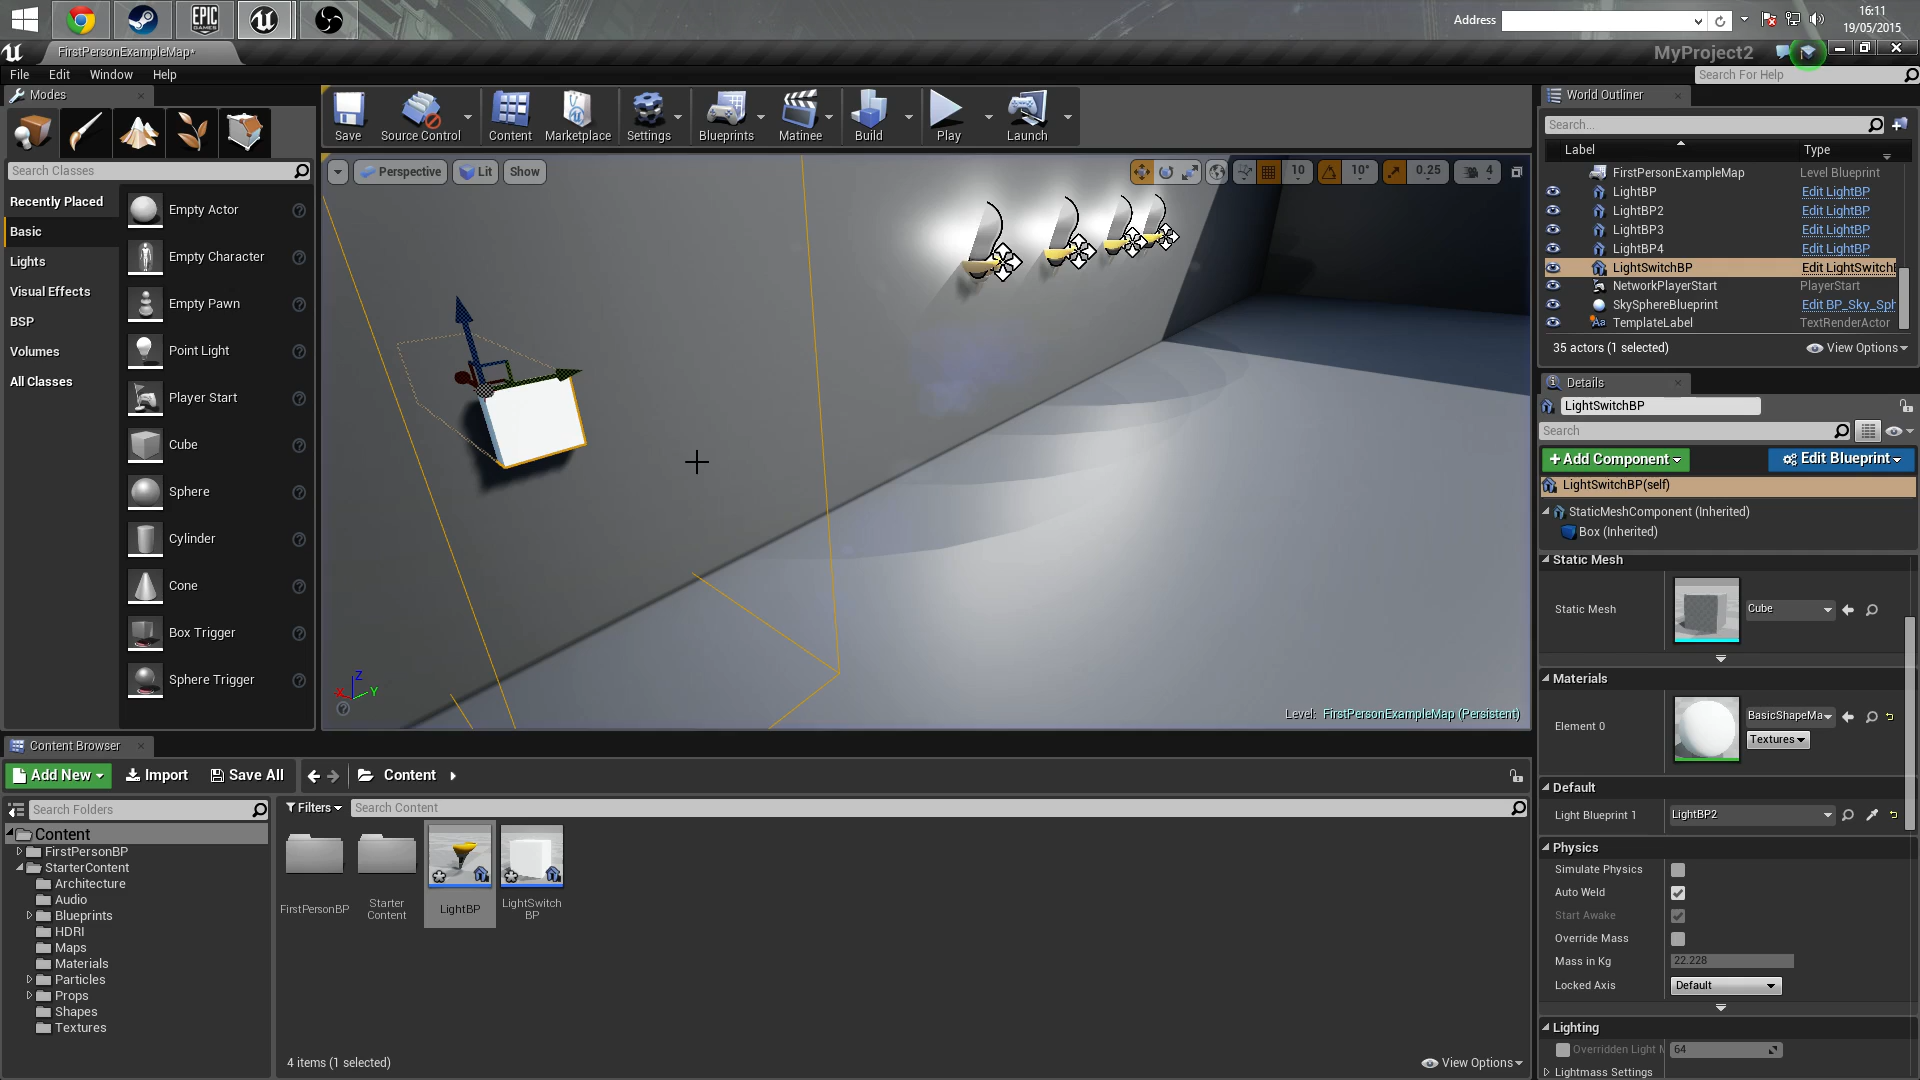 Address
16:11
19/05/2015
EPIC
GAMES
FirstPersonExampleMap*
MyProject2
File Edit Window Help
Search For Help
Modes
Search Classes
Recently Placed
Basic
Lights
Visual Effects
BSP
Volumes
All Classes
Empty Actor
Empty Character
Empty Pawn
Point Light
Player Start
Cube
Sphere
Cylinder
Cone
Box Trigger
Sphere Trigger
Save
Source Control
Content
Marketplace
Settings
Blueprints
Matinee
Build
Play
Launch
Perspective
Lit
Show
10
10°
0.25
4
Z
X
Y
Level: FirstPersonExampleMap (Persistent)
World Outliner
Search...
Label Type
FirstPersonExampleMap Level Blueprint
LightBP Edit LightBP
LightBP2 Edit LightBP
LightBP3 Edit LightBP
LightBP4 Edit LightBP
LightSwitchBP Edit LightSwitchB
NetworkPlayerStart PlayerStart
SkySphereBlueprint Edit BP_Sky_Sph
TemplateLabel TextRenderActor
35 actors (1 selected)
View Options
Details
LightSwitchBP
Search
+Add Component
Edit Blueprint
LightSwitchBP(self)
StaticMeshComponent (Inherited)
Box (Inherited)
Static Mesh
Static Mesh
Cube
Materials
Element 0
BasicShapeMa
Textures
Default
Light Blueprint 1
LightBP2
Physics
Simulate Physics
Auto Weld
Start Awake
Override Mass
Mass in Kg 22.228
Locked Axis Default
Lighting
Overridden Light M 64
Lightmass Settings
Content Browser
Add New
Import
Save All
Content
Search Folders
Filters
Search Content
Content
FirstPersonBP
StarterContent
Architecture
Audio
Blueprints
HDRI
Maps
Materials
Particles
Props
Shapes
Textures
FirstPersonBP
Starter
Content
LightBP
LightSwitch
BP
4 items (1 selected)
View Options